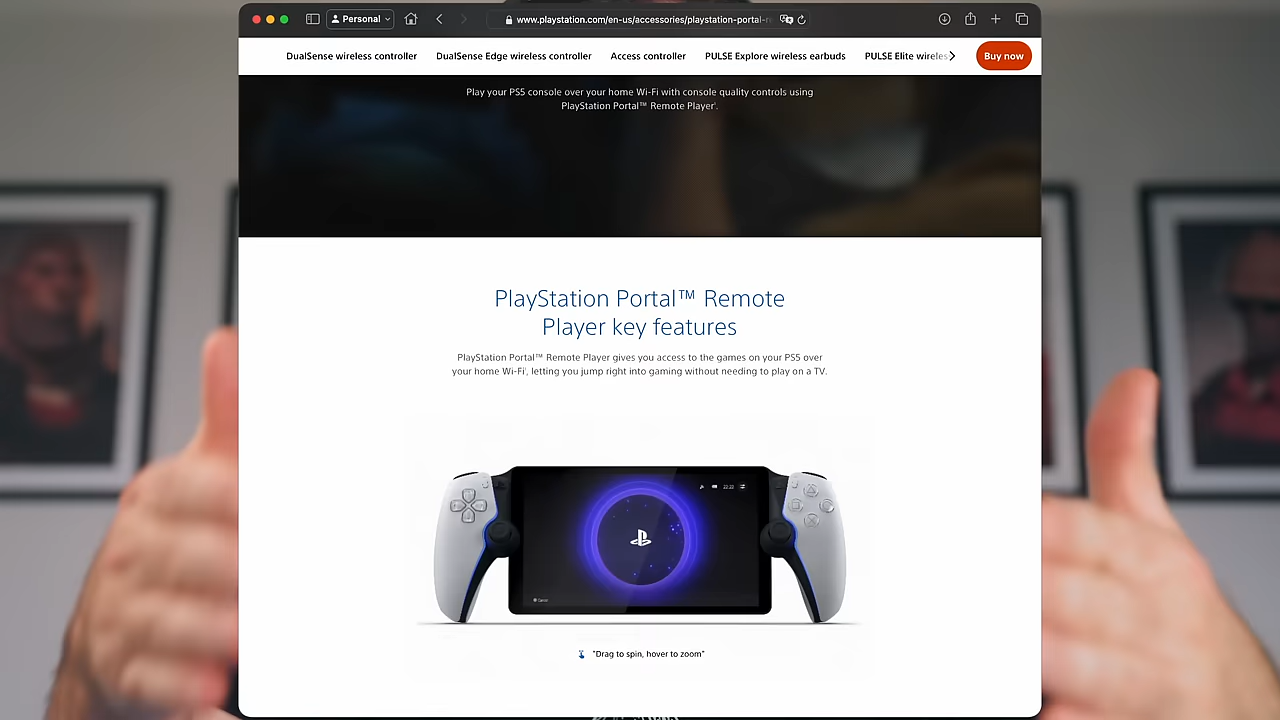 Personal
www.playstation.com/en-us/accessories/playstation-portal-r
DualSense wireless controller
DualSense Edge wireless controller
Access controller
PULSE Explore wireless earbuds
PULSE Elite wireles
Buy now
Play your PS5 console over your home Wi-Fi with console quality controls using
PlayStation Portal™ Remote Player¹.
PlayStation Portal™ Remote
Player key features
PlayStation Portal™ Remote Player gives you access to the games on your PS5 over
your home Wi-Fi¹, letting you jump right into gaming without needing to play on a TV.
22:22
"Drag to spin, hover to zoom"